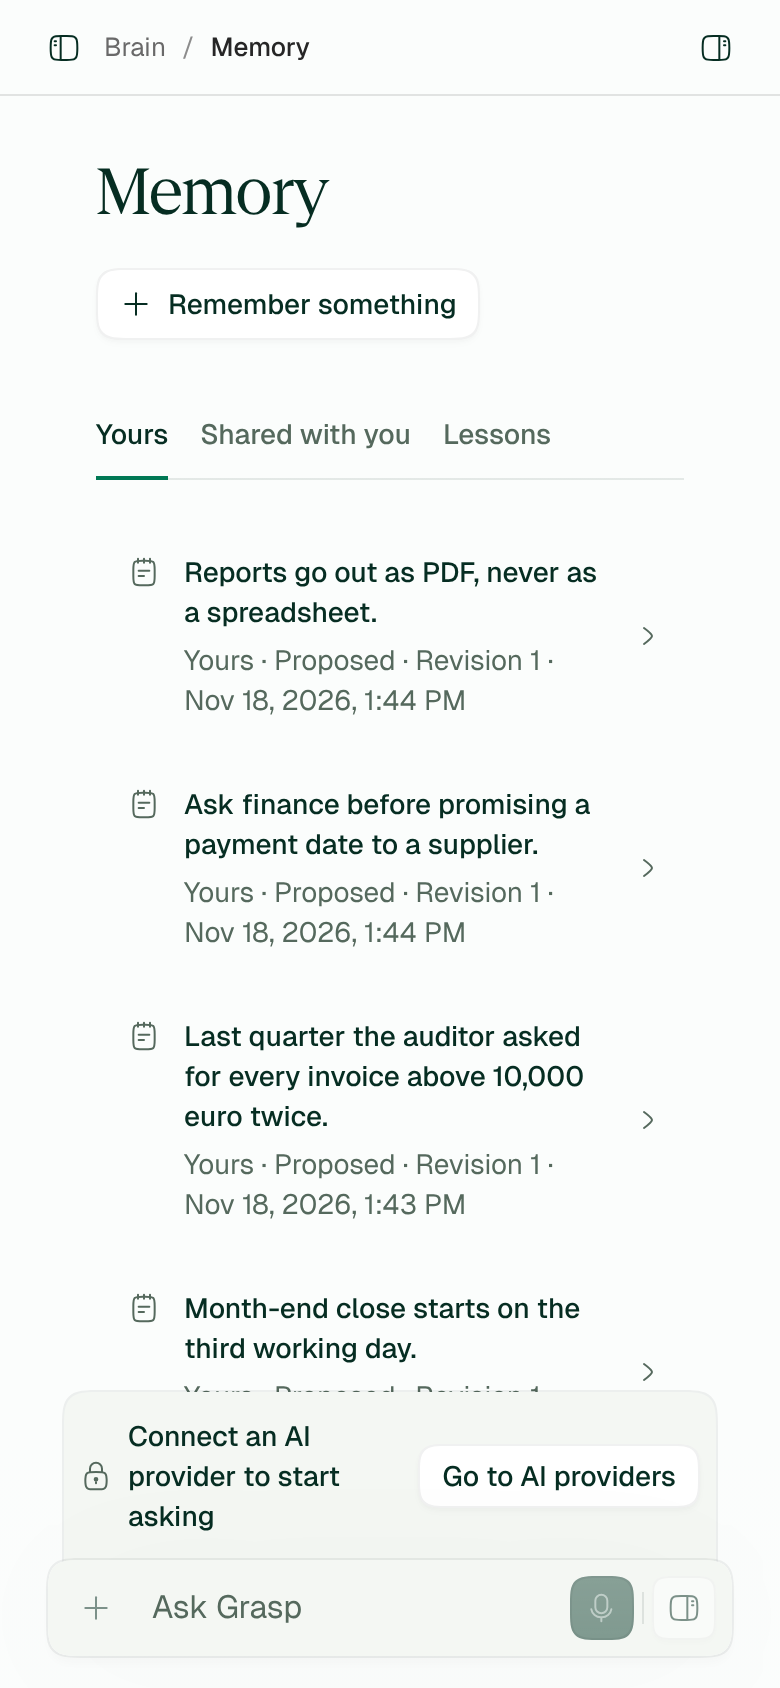 Brain / Memory
Memory
Remember something
Yours
Shared with you
Lessons
Reports go out as PDF, never as
a spreadsheet.
Yours · Proposed · Revision 1 ·
Nov 18, 2026, 1:44 PM
Ask finance before promising a
payment date to a supplier.
Yours · Proposed · Revision 1 ·
Nov 18, 2026, 1:44 PM
Last quarter the auditor asked
for every invoice above 10,000
euro twice.
Yours · Proposed · Revision 1 ·
Nov 18, 2026, 1:43 PM
Month-end close starts on the
third working day.
Yours · Proposed · Revision 1
Connect an AI
provider to start
asking
Go to AI providers
Ask Grasp